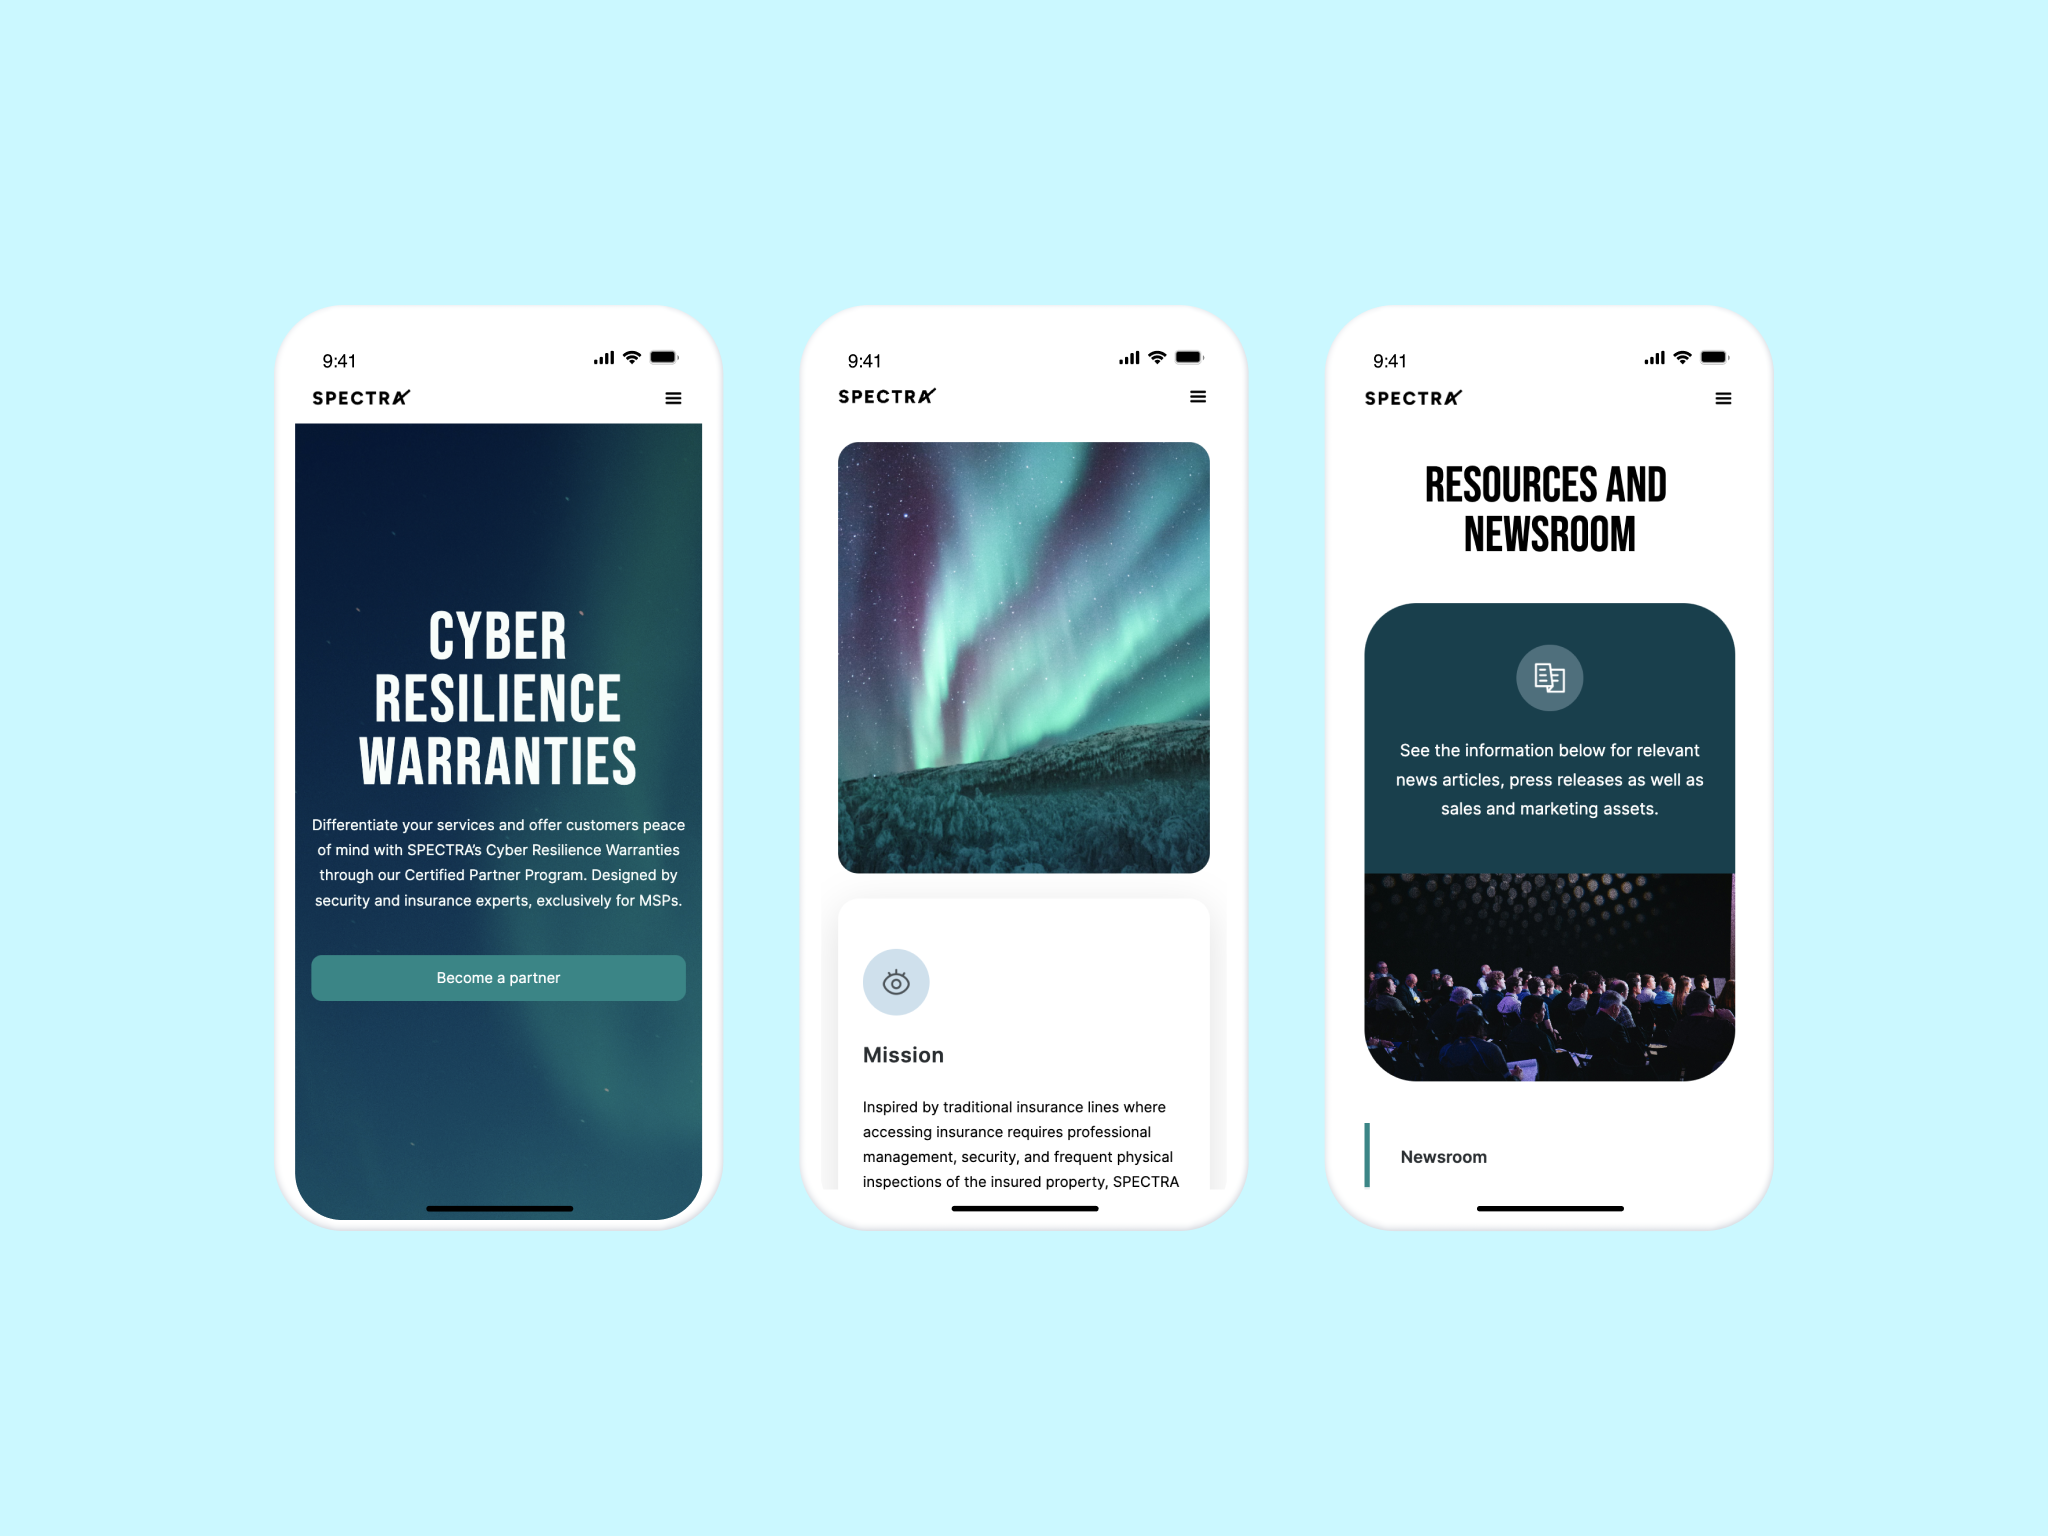 9:41
SPECTRA
CYBER
RESILIENCE
WARRANTIES
Differentiate your services and offer customers peace
of mind with SPECTRA's Cyber Resilience Warranties
through our Certified Partner Program. Designed by
security and insurance experts, exclusively for MSPs.
Become a partner
9:41
SPECTRA
Mission
Inspired by traditional insurance lines where
accessing insurance requires professional
management, security, and frequent physical
inspections of the insured property, SPECTRA
9:41
SPECTRA
RESOURCES AND
NEWSROOM
See the information below for relevant
news articles, press releases as well as
sales and marketing assets.
Newsroom